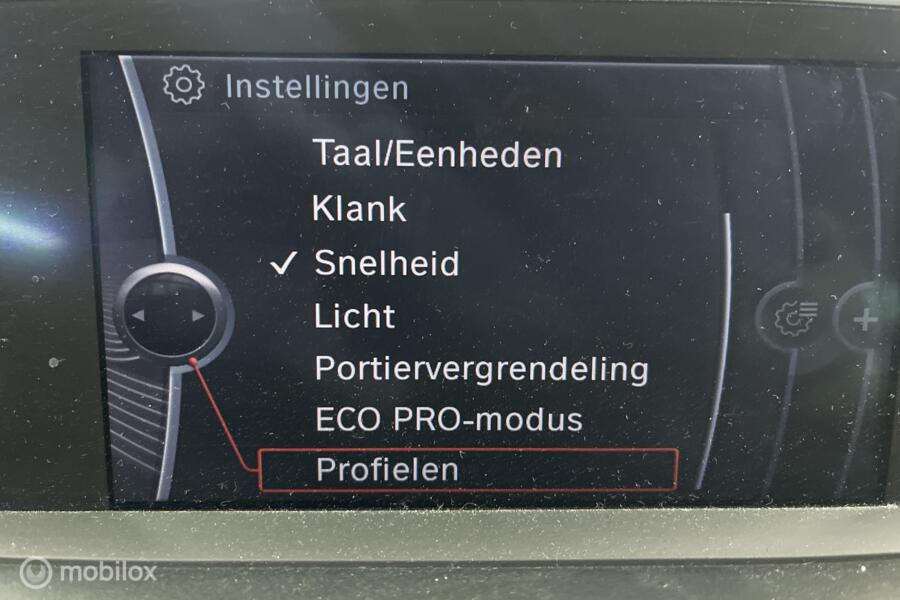 Instellingen
Taal/Eenheden
Klank
✓ Snelheid
Licht
Portiervergrendeling
ECO PRO-modus
Profielen
mobilox